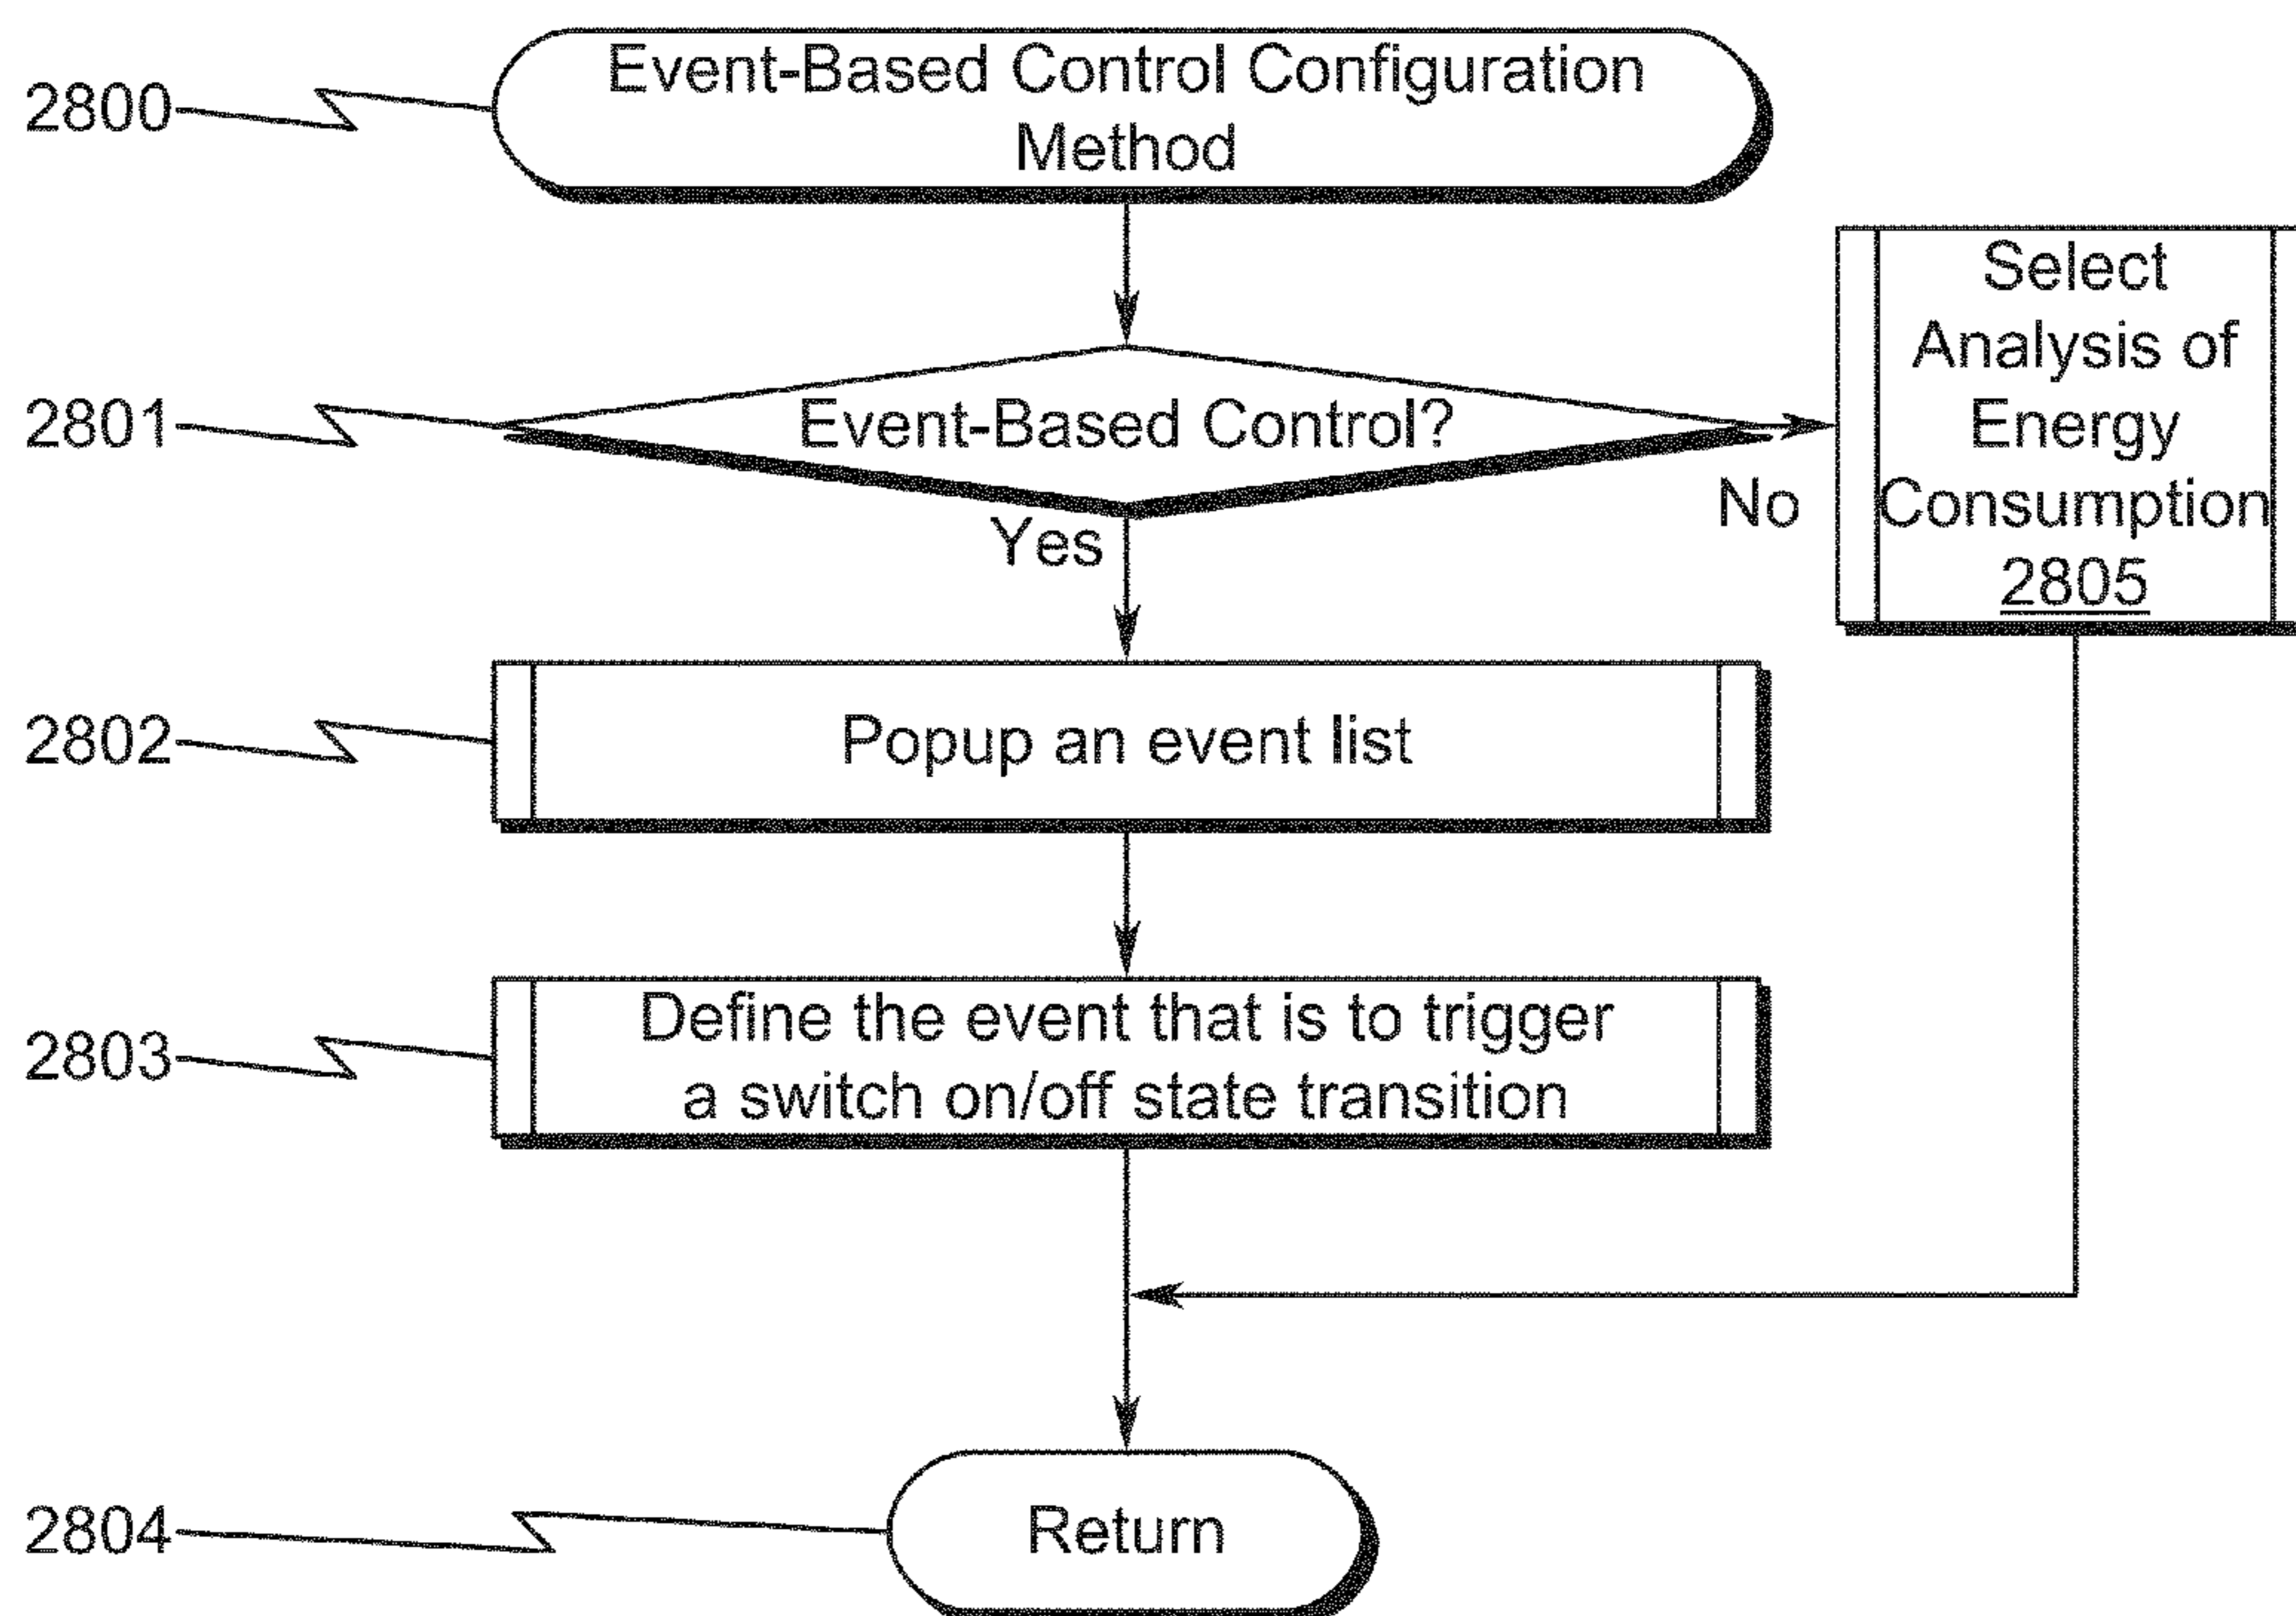 2800
Event-Based Control Configuration
Method
2801
Event-Based Control?
No
Yes
Select
Analysis of
Energy
Consumption
2805
2802
Popup an event list
2803
Define the event that is to trigger
a switch on/off state transition
2804
Return